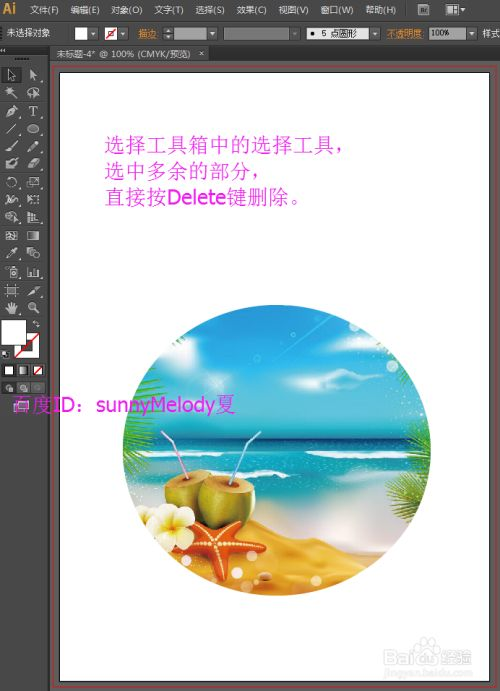 Ai 文件(F) 编辑(E) 对象(O) 文字(T) 选择(S) 效果(C) 视图(V) 窗口(W) 帮助(H) Br
未选择对象 描边: 5 点圆形 不透明度: 100% 样式
未标题-4* @ 100% (CMYK/预览) ×
选择工具箱中的选择工具,
选中多余的部分,
直接按Delete键删除。
百度ID: sunnyMelody夏
Baidu 经验
jingyan.baidu.com